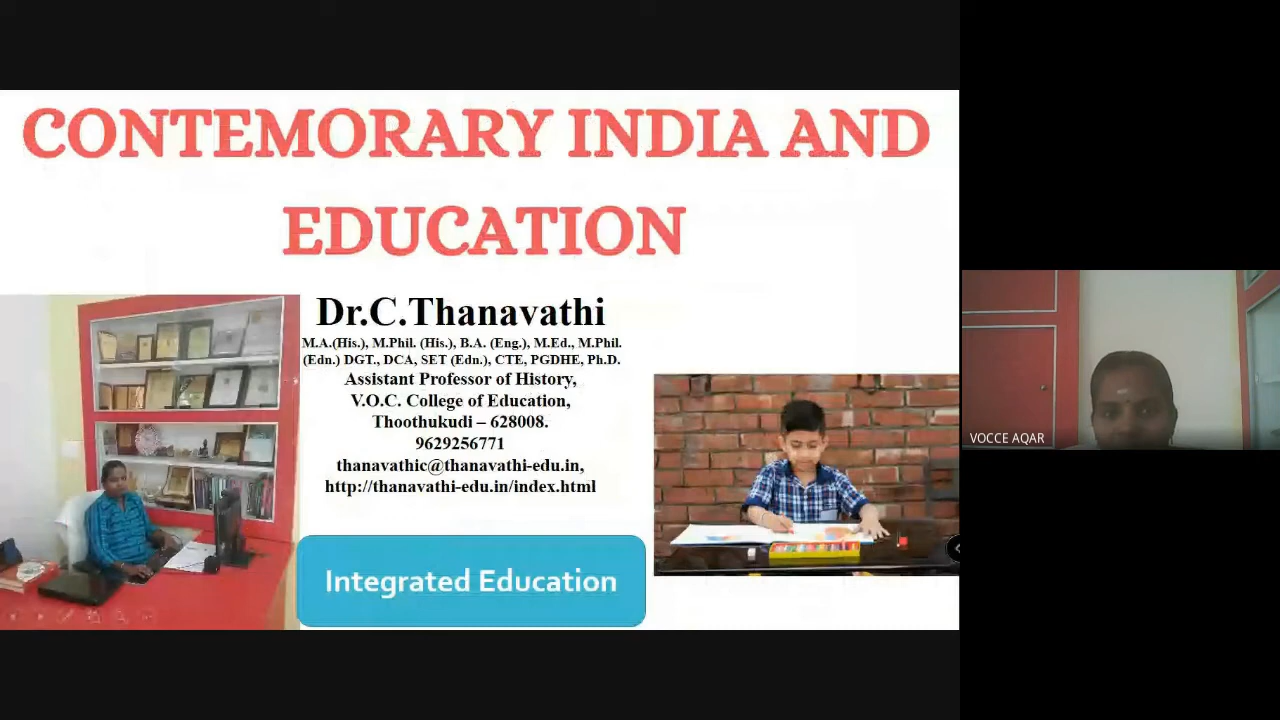 CONTEMORARY INDIA AND
EDUCATION
Dr.C.Thanavathi
M.A.(His.), M.Phil. (His.), B.A. (Eng.), M.Ed., M.Phil.
(Edn.) DGT., DCA, SET (Edn.), CTE, PGDHE, Ph.D.
Assistant Professor of History,
V.O.C. College of Education,
Thoothukudi – 628008.
9629256771
thanavathic@thanavathi-edu.in,
http://thanavathi-edu.in/index.html
Integrated Education
VOCCE AQAR